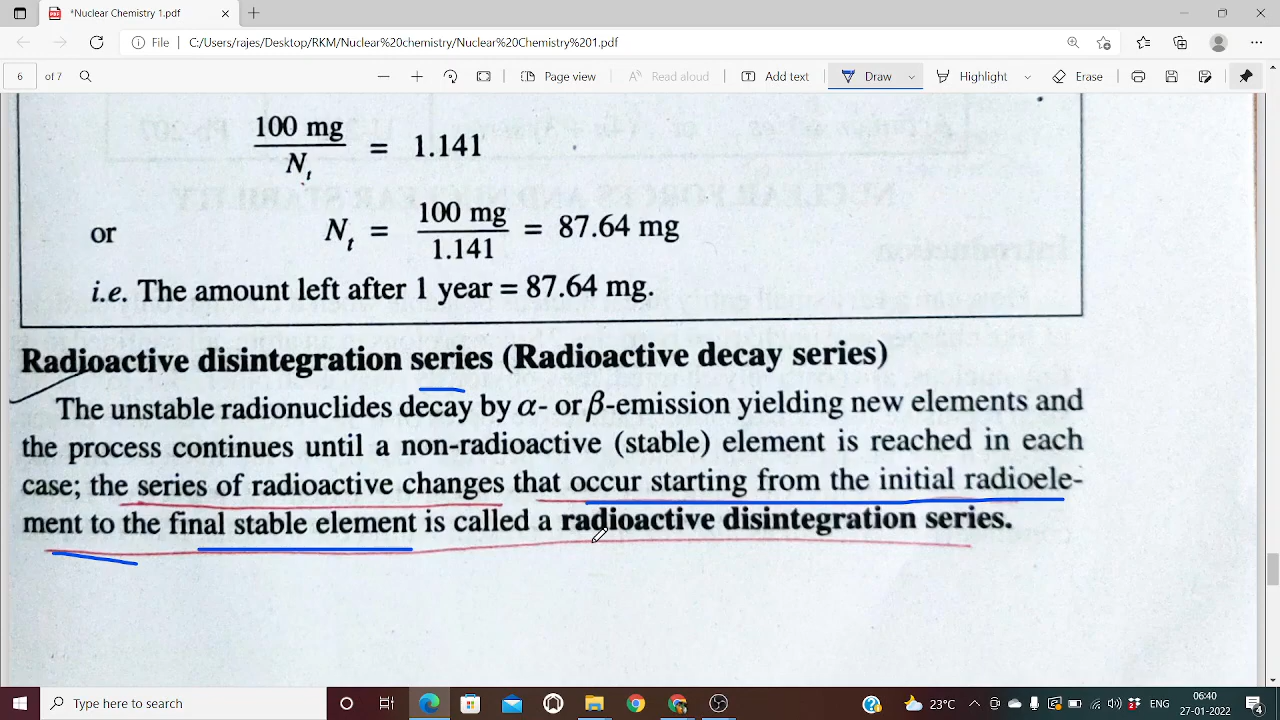 *Nuclear Chemistry 1.pdf
File C:/Users/rajes/Desktop/RKM/Nuclear%20chemistry/Nuclear%20Chemistry%201.pdf
6 of 7 Page view Read aloud Add text Draw Highlight Erase
100 mg
Nt = 1.141
or Nt = 100 mg / 1.141 = 87.64 mg
i.e. The amount left after 1 year = 87.64 mg.
Radioactive disintegration series (Radioactive decay series)
The unstable radionuclides decay by α- or β-emission yielding new elements and
the process continues until a non-radioactive (stable) element is reached in each
case; the series of radioactive changes that occur starting from the initial radioele-
ment to the final stable element is called a radioactive disintegration series.
Type here to search 23°C ENG 06:40
27-01-2022